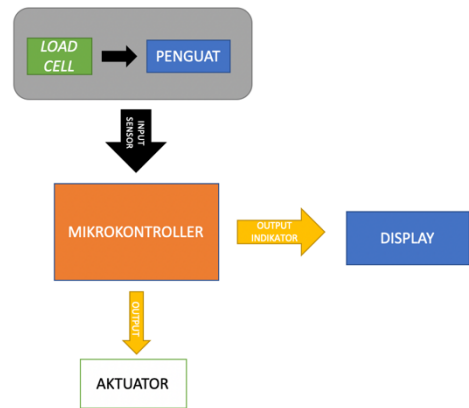 LOAD
CELL
PENGUAT
INPUT
SENSOR
MIKROKONTROLLER
OUTPUT
INDIKATOR
DISPLAY
OUTPUT
AKTUATOR